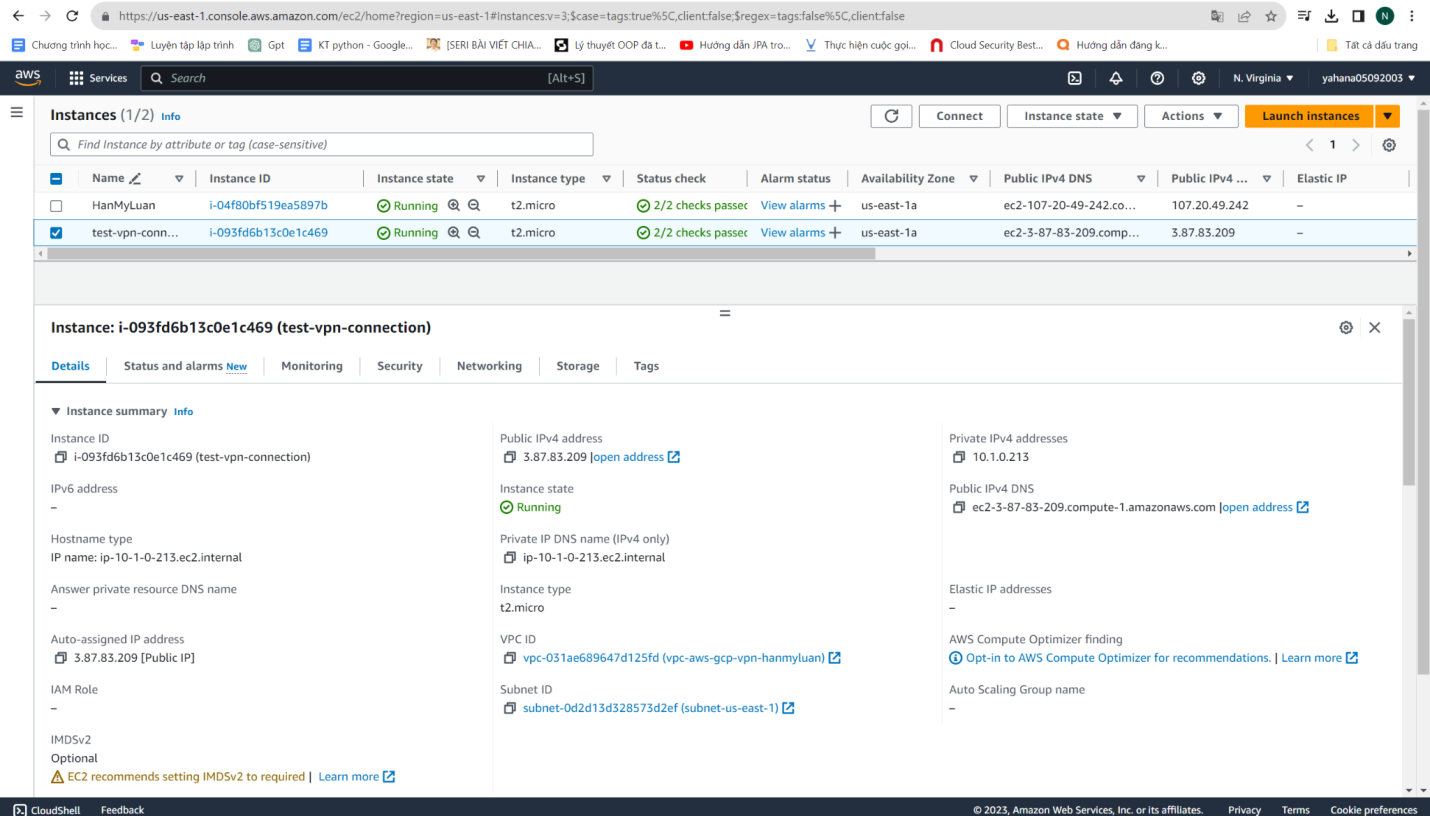 https://us-east-1.console.aws.amazon.com/ec2/home?region=us-east-1#Instances:v=3;$case=tags:true%5C,client:false;$regex=tags:false%5C,client:false
N
Chương trình học... Luyện tập lập trình Gpt KT python - Google... [SERI BÀI VIẾT CHIA... Lý thuyết OOP đã t... Hướng dẫn JPA tro... Thực hiện cuộc gọi... Cloud Security Best... Hướng dẫn đăng k... Tất cả dấu trang
aws Services Search [Alt+S] N. Virginia yahana05092003
Instances (1/2) Info Connect Instance state Actions Launch instances
Find Instance by attribute or tag (case-sensitive) 1
Name Instance ID Instance state Instance type Status check Alarm status Availability Zone Public IPv4 DNS Public IPv4 ... Elastic IP
HanMyLuan i-04f80bf519ea5897b Running t2.micro 2/2 checks passec View alarms + us-east-1a ec2-107-20-49-242.co... 107.20.49.242 –
test-vpn-conn... i-093fd6b13c0e1c469 Running t2.micro 2/2 checks passec View alarms + us-east-1a ec2-3-87-83-209.comp... 3.87.83.209 –
Instance: i-093fd6b13c0e1c469 (test-vpn-connection)
Details Status and alarms New Monitoring Security Networking Storage Tags
Instance summary Info
Instance ID Public IPv4 address Private IPv4 addresses
i-093fd6b13c0e1c469 (test-vpn-connection) 3.87.83.209 |open address 10.1.0.213
IPv6 address Instance state Public IPv4 DNS
– Running ec2-3-87-83-209.compute-1.amazonaws.com |open address
Hostname type Private IP DNS name (IPv4 only)
IP name: ip-10-1-0-213.ec2.internal ip-10-1-0-213.ec2.internal
Answer private resource DNS name Instance type Elastic IP addresses
– t2.micro –
Auto-assigned IP address VPC ID AWS Compute Optimizer finding
3.87.83.209 [Public IP] vpc-031ae689647d125fd (vpc-aws-gcp-vpn-hanmyluan) Opt-in to AWS Compute Optimizer for recommendations. | Learn more
IAM Role Subnet ID Auto Scaling Group name
– subnet-0d2d13d328573d2ef (subnet-us-east-1) –
IMDSv2
Optional
EC2 recommends setting IMDSv2 to required | Learn more
CloudShell Feedback © 2023, Amazon Web Services, Inc. or its affiliates. Privacy Terms Cookie preferences